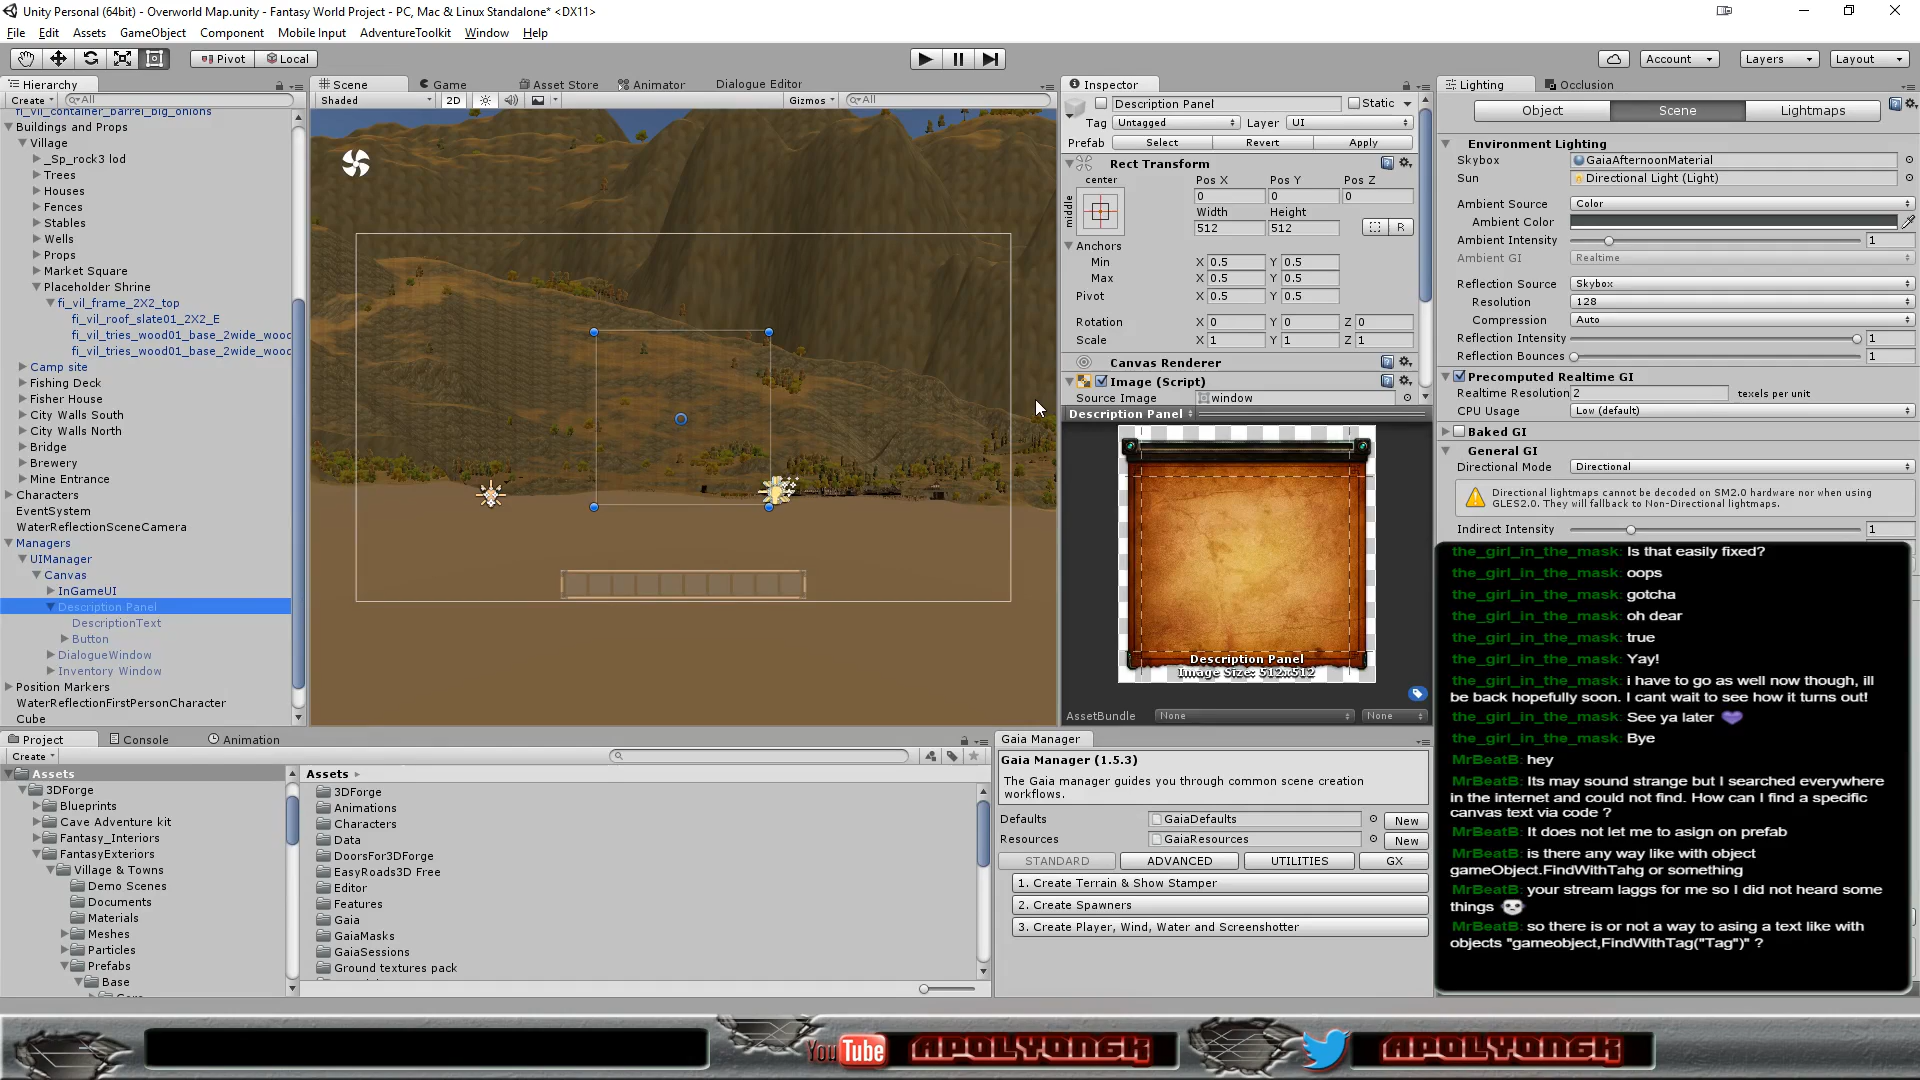 Unity Personal (64bit) - Overworld Map.unity - Fantasy World Project - PC, Mac & Linux Standalone* <DX11>
File Edit Assets GameObject Component Mobile Input AdventureToolkit Window Help
Pivot Local Account Layers Layout
Hierarchy
Create All
fi_vil_container_barrel_big_onions
Buildings and Props
Village
_Sp_rock3 lod
Trees
Houses
Fences
Stables
Wells
Props
Market Square
Placeholder Shrine
fi_vil_frame_2X2_top
fi_vil_roof_slate01_2X2_E
fi_vil_tries_wood01_base_2wide_wood
fi_vil_tries_wood01_base_2wide_wood
Camp site
Fishing Deck
Fisher House
City Walls South
City Walls North
Bridge
Brewery
Mine Entrance
Characters
EventSystem
WaterReflectionSceneCamera
Managers
UIManager
Canvas
InGameUI
Description Panel
DescriptionText
Button
DialogueWindow
Inventory Window
Position Markers
WaterReflectionFirstPersonCharacter
Cube
Scene Game Asset Store Animator Dialogue Editor
Shaded 2D Gizmos All
Inspector
Description Panel Static
Tag Untagged Layer UI
Prefab Select Revert Apply
Rect Transform
center Pos X Pos Y Pos Z
middle 0 0 0
Width Height
512 512 R
Anchors
Min X 0.5 Y 0.5
Max X 0.5 Y 0.5
Pivot X 0.5 Y 0.5
Rotation X 0 Y 0 Z 0
Scale X 1 Y 1 Z 1
Canvas Renderer
Image (Script)
Source Image window
Description Panel
Description Panel
Image Size: 512x512
AssetBundle None None
Lighting Occlusion
Object Scene Lightmaps
Environment Lighting
Skybox GaiaAfternoonMaterial
Sun Directional Light (Light)
Ambient Source Color
Ambient Color
Ambient Intensity 1
Ambient GI Realtime
Reflection Source Skybox
Resolution 128
Compression Auto
Reflection Intensity 1
Reflection Bounces 1
Precomputed Realtime GI
Realtime Resolution 2 texels per unit
CPU Usage Low (default)
Baked GI
General GI
Directional Mode Directional
Directional lightmaps cannot be decoded on SM2.0 hardware nor when using
GLES2.0. They will fallback to Non-Directional lightmaps.
Indirect Intensity 1
the_girl_in_the_mask: Is that easily fixed?
the_girl_in_the_mask: oops
the_girl_in_the_mask: gotcha
the_girl_in_the_mask: oh dear
the_girl_in_the_mask: true
the_girl_in_the_mask: Yay!
the_girl_in_the_mask: i have to go as well now though, ill
be back hopefully soon. I cant wait to see how it turns out!
the_girl_in_the_mask: See ya later
the_girl_in_the_mask: Bye
MrBeatB: hey
MrBeatB: Its may sound strange but I searched everywhere
in the internet and could not find. How can I find a specific
canvas text via code ?
MrBeatB: It does not let me to asign on prefab
MrBeatB: is there any way like with object
gameObject.FindWithTahg or something
MrBeatB: your stream laggs for me so I did not heard some
things
MrBeatB: so there is or not a way to asing a text like with
objects "gameobject,FindWithTag("Tag")" ?
Project Console Animation
Create
Assets
3DForge
Blueprints
Cave Adventure kit
Fantasy_Interiors
FantasyExteriors
Village & Towns
Demo Scenes
Documents
Materials
Meshes
Particles
Prefabs
Base
Assets
3DForge
Animations
Characters
Data
DoorsFor3DForge
EasyRoads3D Free
Editor
Features
Gaia
GaiaMasks
GaiaSessions
Ground textures pack
Gaia Manager
Gaia Manager (1.5.3)
The Gaia manager guides you through common scene creation
workflows.
Defaults GaiaDefaults New
Resources GaiaResources New
STANDARD ADVANCED UTILITIES GX
1. Create Terrain & Show Stamper
2. Create Spawners
3. Create Player, Wind, Water and Screenshotter
YouTube APOLYON6K APOLYON6K